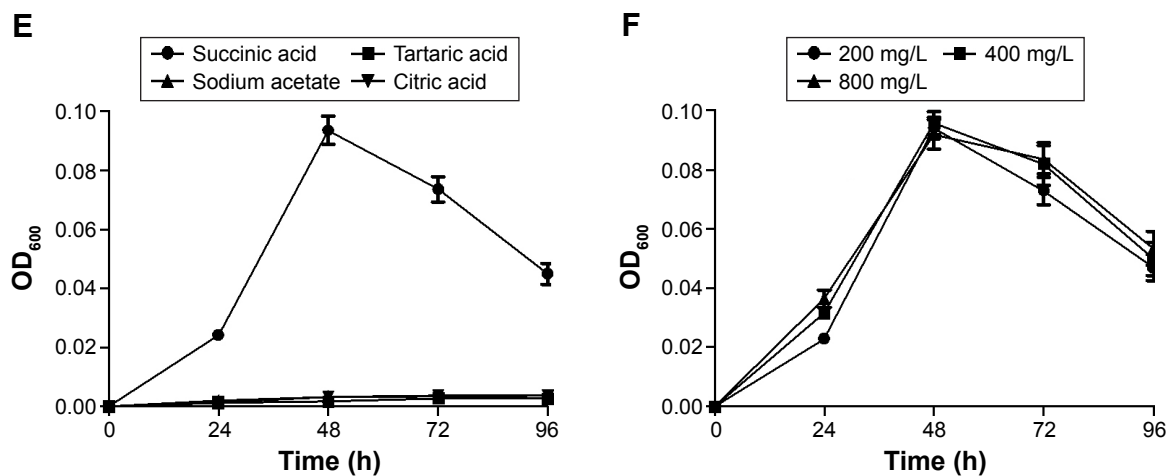 E
Succinic acid
Tartaric acid
Sodium acetate
Citric acid
0.10
0.08
0.06
0.04
0.02
0.00
OD600
0 24 48 72 96
Time (h)
F
200 mg/L
400 mg/L
800 mg/L
0.10
0.08
0.06
0.04
0.02
0.00
OD600
0 24 48 72 96
Time (h)